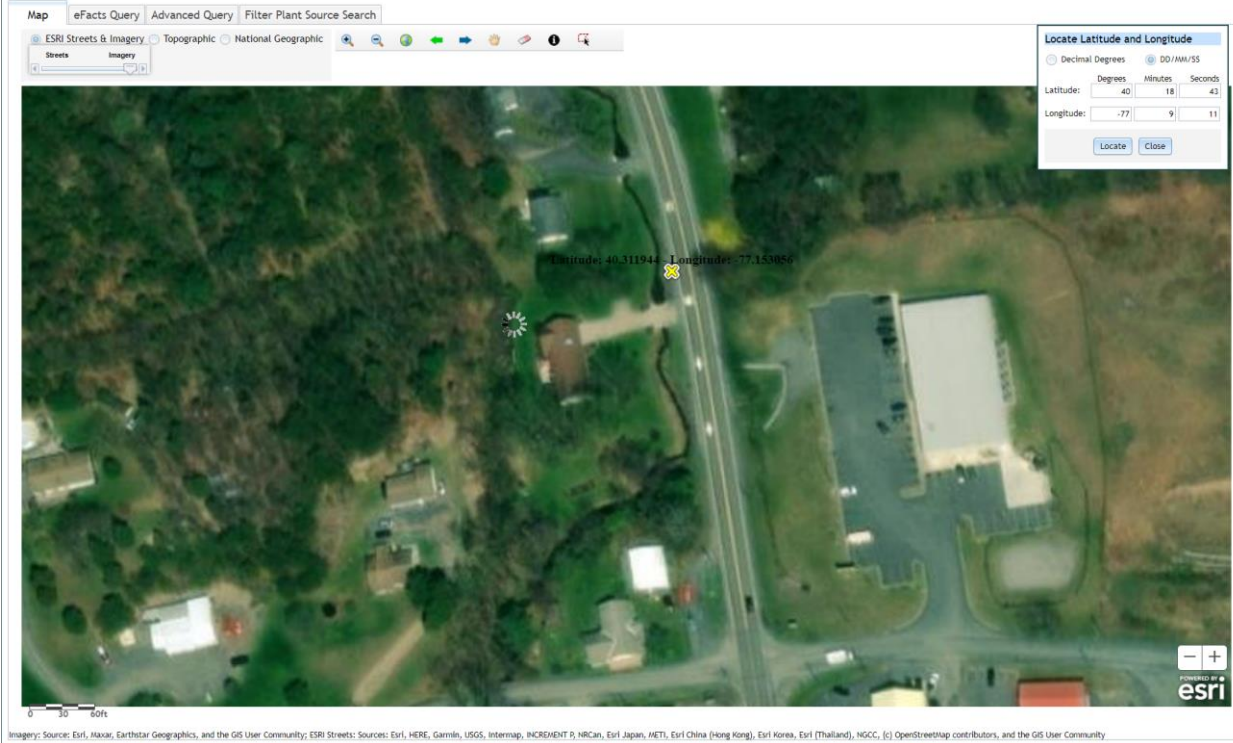 Map eFacts Query Advanced Query Filter Plant Source Search
ESRI Streets & Imagery Topographic National Geographic
Streets Imagery
Locate Latitude and Longitude
Decimal Degrees DD/MM/SS
Degrees Minutes Seconds
Latitude: 40 18 43
Longitude: -77 9 11
Locate Close
Latitude: 40.311944 - Longitude: -77.153056
POWERED BY
esri
0 30 60ft
Imagery: Source: Esri, Maxar, Earthstar Geographics, and the GIS User Community; ESRI Streets: Sources: Esri, HERE, Garmin, USGS, Intermap, INCREMENT P, NRCan, Esri Japan, METI, Esri China (Hong Kong), Esri Korea, Esri (Thailand), NGCC, (c) OpenStreetMap contributors, and the GIS User Community